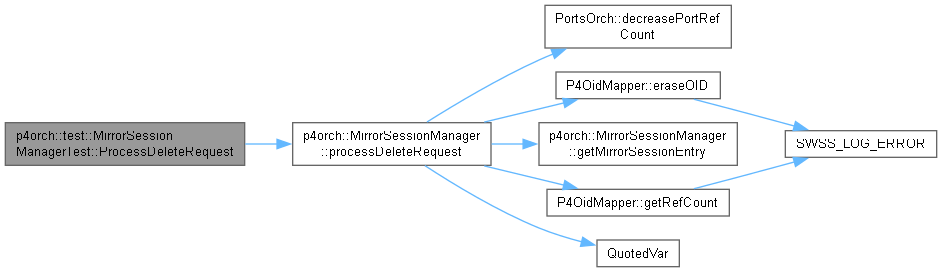 p4orch::test::MirrorSession
ManagerTest::ProcessDeleteRequest
p4orch::MirrorSessionManager
::processDeleteRequest
PortsOrch::decreasePortRef
Count
P4OidMapper::eraseOID
p4orch::MirrorSessionManager
::getMirrorSessionEntry
P4OidMapper::getRefCount
QuotedVar
SWSS_LOG_ERROR